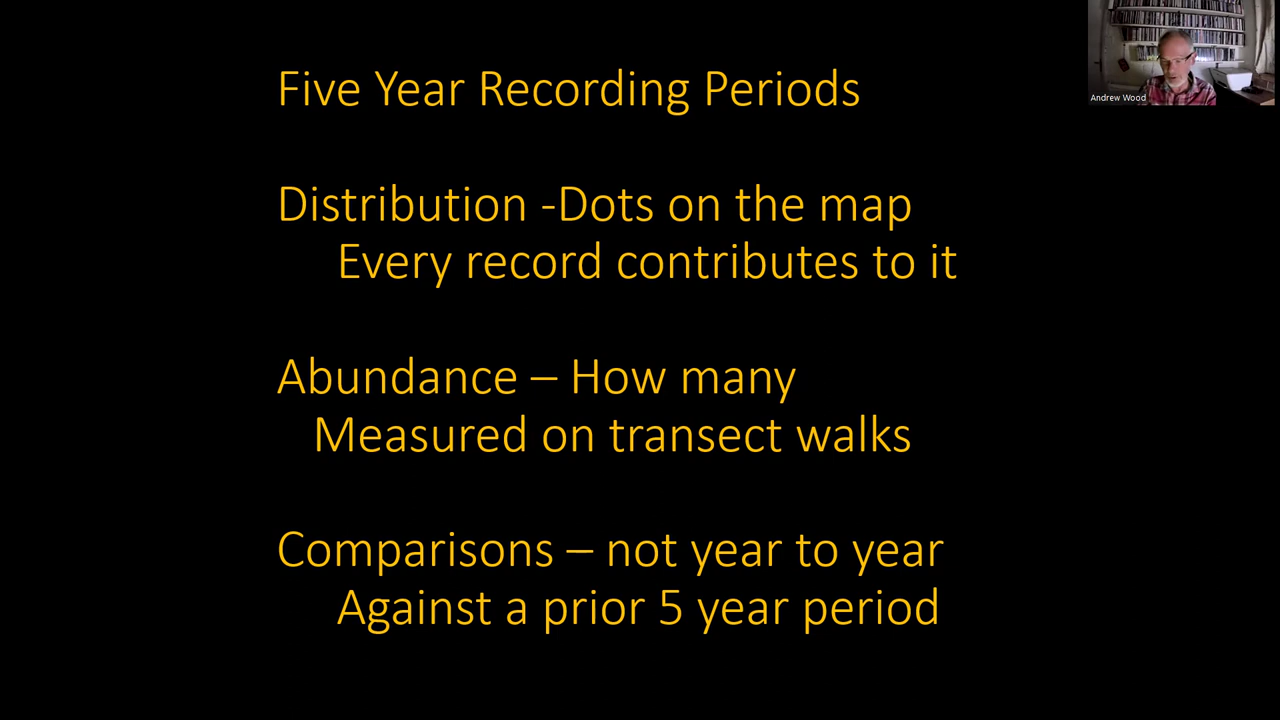 Five Year Recording Periods
Distribution -Dots on the map
Every record contributes to it
Abundance – How many
Measured on transect walks
Comparisons – not year to year
Against a prior 5 year period
Andrew Wood